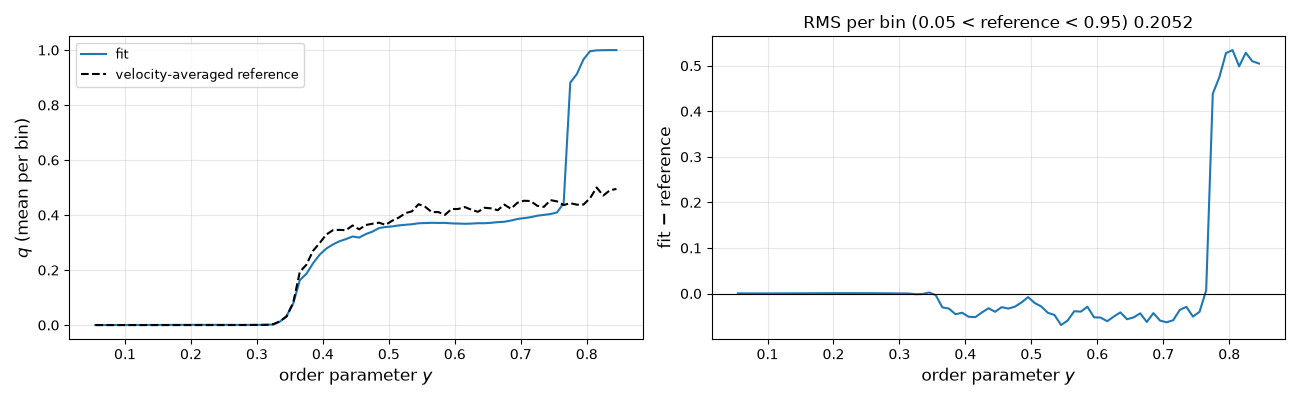 fit
velocity-averaged reference
q (mean per bin)
1.0
0.8
0.6
0.4
0.2
0.0
0.1 0.2 0.3 0.4 0.5 0.6 0.7 0.8
order parameter y
RMS per bin (0.05 < reference < 0.95) 0.2052
fit − reference
0.5
0.4
0.3
0.2
0.1
0.0
0.1 0.2 0.3 0.4 0.5 0.6 0.7 0.8
order parameter y